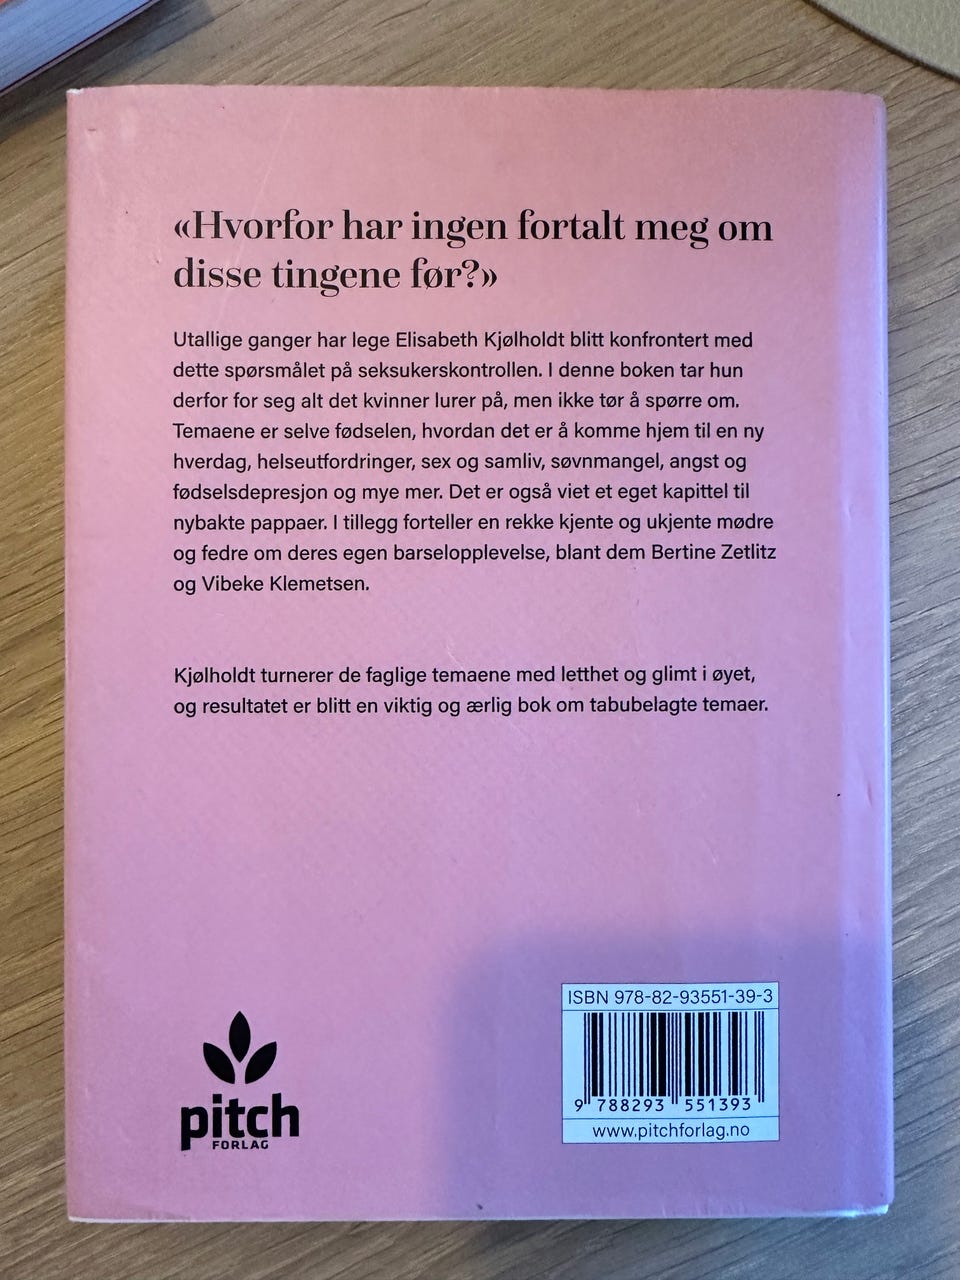 «Hvorfor har ingen fortalt meg om
disse tingene før?»
Utallige ganger har lege Elisabeth Kjølholdt blitt konfrontert med
dette spørsmålet på seksukerskontrollen. I denne boken tar hun
derfor for seg alt det kvinner lurer på, men ikke tør å spørre om.
Temaene er selve fødselen, hvordan det er å komme hjem til en ny
hverdag, helseutfordringer, sex og samliv, søvnmangel, angst og
fødselsdepresjon og mye mer. Det er også viet et eget kapittel til
nybakte pappaer. I tillegg forteller en rekke kjente og ukjente mødre
og fedre om deres egen barselopplevelse, blant dem Bertine Zetlitz
og Vibeke Klemetsen.
Kjølholdt turnerer de faglige temaene med letthet og glimt i øyet,
og resultatet er blitt en viktig og ærlig bok om tabubelagte temaer.
pitch
FORLAG
ISBN 978-82-93551-39-3
9 788293 551393
www.pitchforlag.no